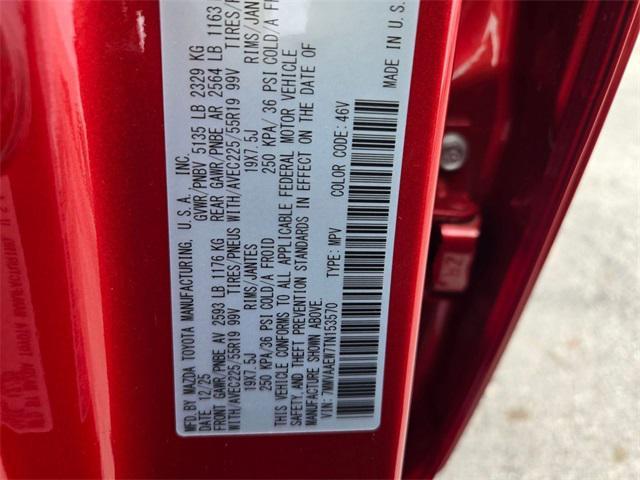 MFD.BY MAZDA TOYOTA MANUFACTURING, U.S.A. INC.
DATE: 12/25 GVWR/PNBV 5135 LB 2329 KG
FRONT GAWR/PNBE AV 2593 LB 1176 KG REAR GAWR/PNBE AR 2564 LB 1163
WITH/AVEC225/55R19 99V TIRES/PNEUS WITH/AVEC225/55R19 99V TIRES/
19X7.5J RIMS/JANTES 19X7.5J RIMS/JAN
250 KPA/36 PSI COLD/A FROID 250 KPA/ 36 PSI COLD/A F
THIS VEHICLE CONFORMS TO ALL APPLICABLE FEDERAL MOTOR VEHICLE
SAFETY,AND THEFT PREVENTION STANDARDS IN EFFECT ON THE DATE OF
MANUFACTURE SHOWN ABOVE.
VIN: 7MMVAAEW7TN153570 TYPE: MPV COLOR CODE: 46V
MADE IN U.S.